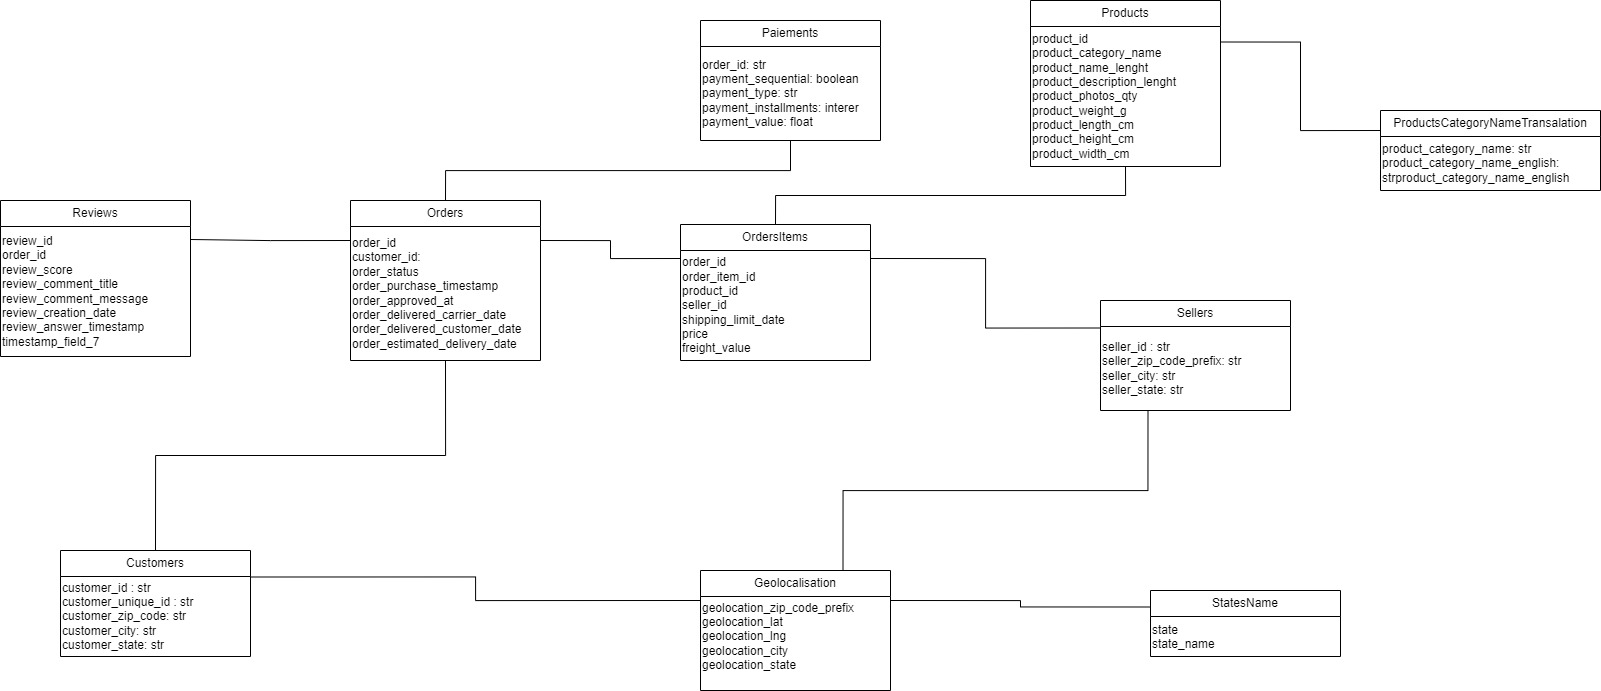 Products
product_id
product_category_name
product_name_lenght
product_description_lenght
product_photos_qty
product_weight_g
product_length_cm
product_height_cm
product_width_cm
Paiements
order_id: str
payment_sequential: boolean
payment_type: str
payment_installments: interer
payment_value: float
ProductsCategoryNameTransalation
product_category_name: str
product_category_name_english:
strproduct_category_name_english
Reviews
review_id
order_id
review_score
review_comment_title
review_comment_message
review_creation_date
review_answer_timestamp
timestamp_field_7
Orders
order_id
customer_id:
order_status
order_purchase_timestamp
order_approved_at
order_delivered_carrier_date
order_delivered_customer_date
order_estimated_delivery_date
OrdersItems
order_id
order_item_id
product_id
seller_id
shipping_limit_date
price
freight_value
Sellers
seller_id : str
seller_zip_code_prefix: str
seller_city: str
seller_state: str
Customers
customer_id : str
customer_unique_id : str
customer_zip_code: str
customer_city: str
customer_state: str
Geolocalisation
geolocation_zip_code_prefix
geolocation_lat
geolocation_lng
geolocation_city
geolocation_state
StatesName
state
state_name